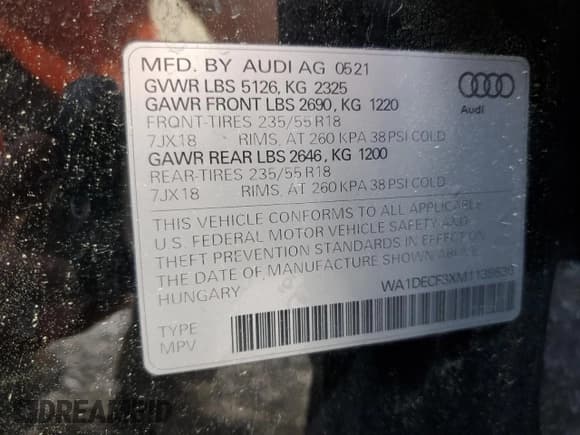 MFD. BY AUDI AG 0521
GVWR LBS 5126, KG 2325
GAWR FRONT LBS 2690, KG 1220
FRONT-TIRES 235/55 R18
7JX18 RIMS, AT 260 KPA 38 PSI COLD
GAWR REAR LBS 2646, KG 1200
REAR-TIRES 235/55 R18
7JX18 RIMS, AT 260 KPA 38 PSI COLD
Audi
THIS VEHICLE CONFORMS TO ALL APPLICABLE
U.S. FEDERAL MOTOR VEHICLE SAFETY AND
THEFT PREVENTION STANDARDS IN EFFECT ON
THE DATE OF MANUFACTURE SHOWN ABOVE
HUNGARY
TYPE
MPV
DREAMBID